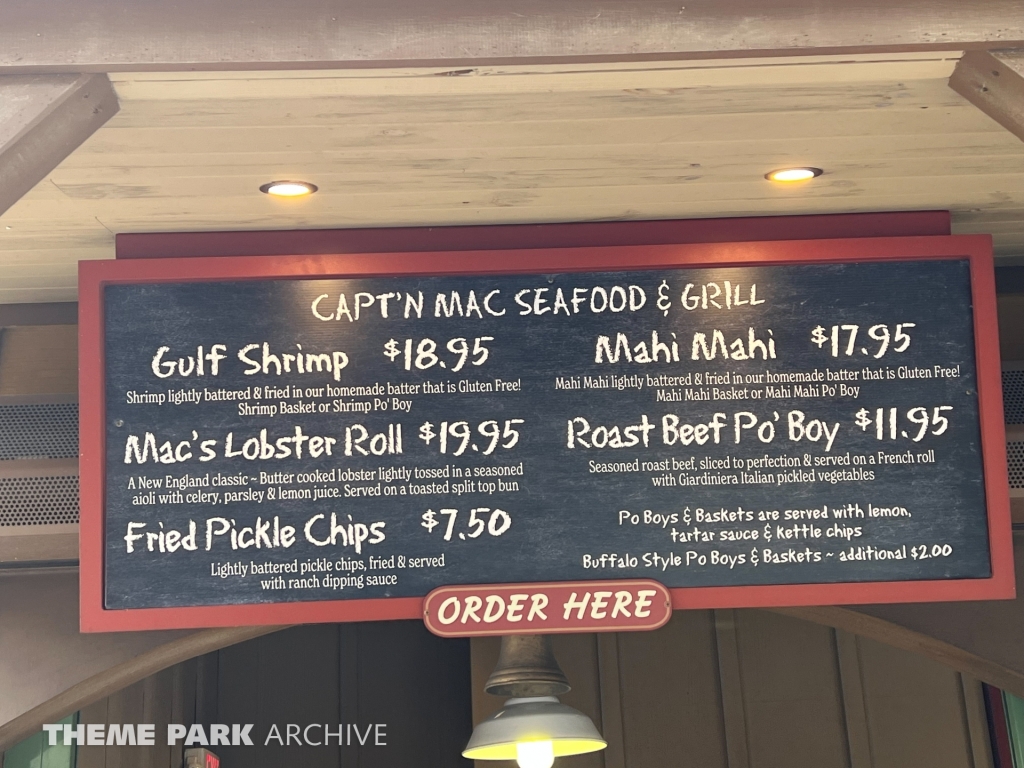 CAPT'N MAC SEAFOOD & GRILL
Gulf Shrimp $18.95
Shrimp lightly battered & fried in our homemade batter that is Gluten Free!
Shrimp Basket or Shrimp Po' Boy
Mac's Lobster Roll $19.95
A New England classic ~ Butter cooked lobster lightly tossed in a seasoned
aioli with celery, parsley & lemon juice. Served on a toasted split top bun
Fried Pickle Chips $7.50
Lightly battered pickle chips, fried & served
with ranch dipping sauce
Mahi Mahi $17.95
Mahi Mahi lightly battered & fried in our homemade batter that is Gluten Free!
Mahi Mahi Basket or Mahi Mahi Po' Boy
Roast Beef Po' Boy $11.95
Seasoned roast beef, sliced to perfection & served on a French roll
with Giardiniera Italian pickled vegetables
Po Boys & Baskets are served with lemon,
tartar sauce & kettle chips
Buffalo Style Po Boys & Baskets ~ additional $2.00
ORDER HERE
THEME PARK ARCHIVE